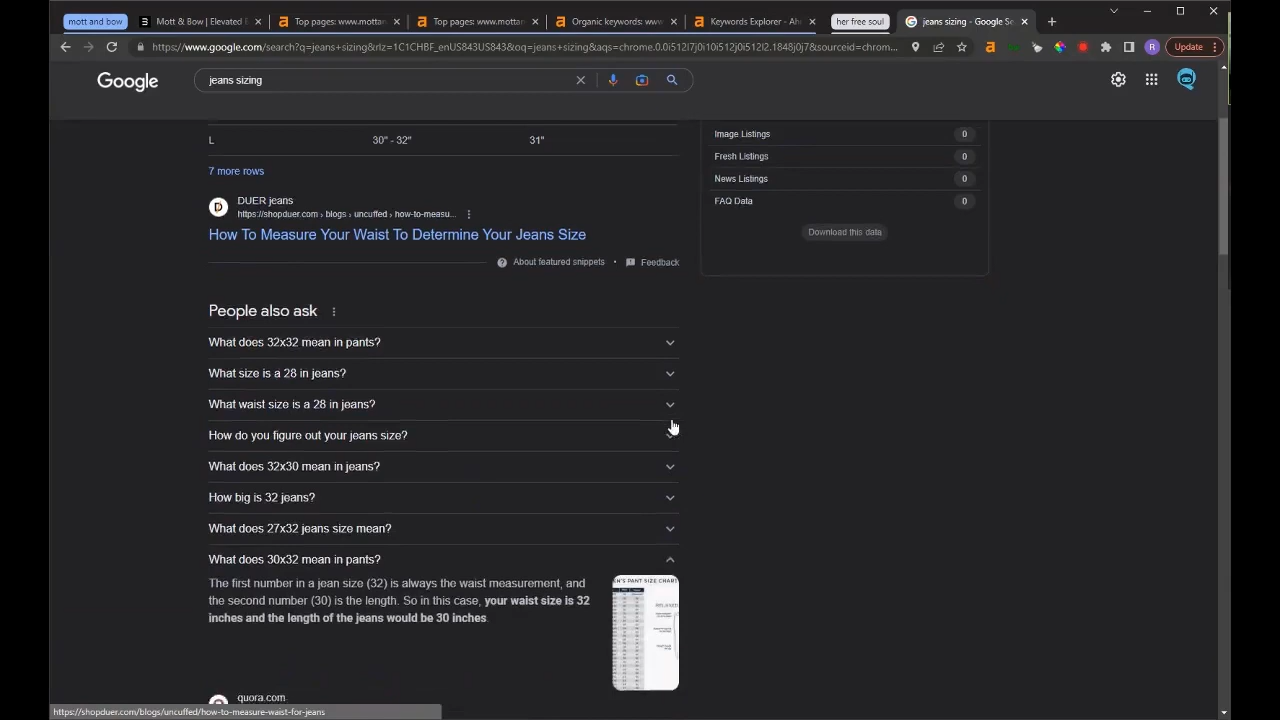 mott and bow
Mott & Bow | Elevated E
Top pages: www.mottan
Top pages: www.mottan
Organic keywords: www
Keywords Explorer - Ah
her free soul
jeans sizing - Google Se
https://www.google.com/search?q=jeans+sizing&rlz=1C1CHBF_enUS843US843&oq=jeans+sizing&aqs=chrome.0.0i512l7j0i10i512j0i512l2.1848j0j7&sourceid=chrom...
R
Update
Google
jeans sizing
L 30" - 32" 31"
7 more rows
DUER jeans
https://shopduer.com › blogs › uncuffed › how-to-measu...
How To Measure Your Waist To Determine Your Jeans Size
About featured snippets • Feedback
Image Listings 0
Fresh Listings 0
News Listings 0
FAQ Data 0
Download this data
People also ask
What does 32x32 mean in pants?
What size is a 28 in jeans?
What waist size is a 28 in jeans?
How do you figure out your jeans size?
What does 32x30 mean in jeans?
How big is 32 jeans?
What does 27x32 jeans size mean?
What does 30x32 mean in pants?
The first number in a jean size (32) is always the waist measurement, and
the second number (30) is the length. So in this case, your waist size is 32
inches and the length of the jeans would be 30 inches.
EN'S PANT SIZE CHART
quora.com
https://shopduer.com/blogs/uncuffed/how-to-measure-waist-for-jeans